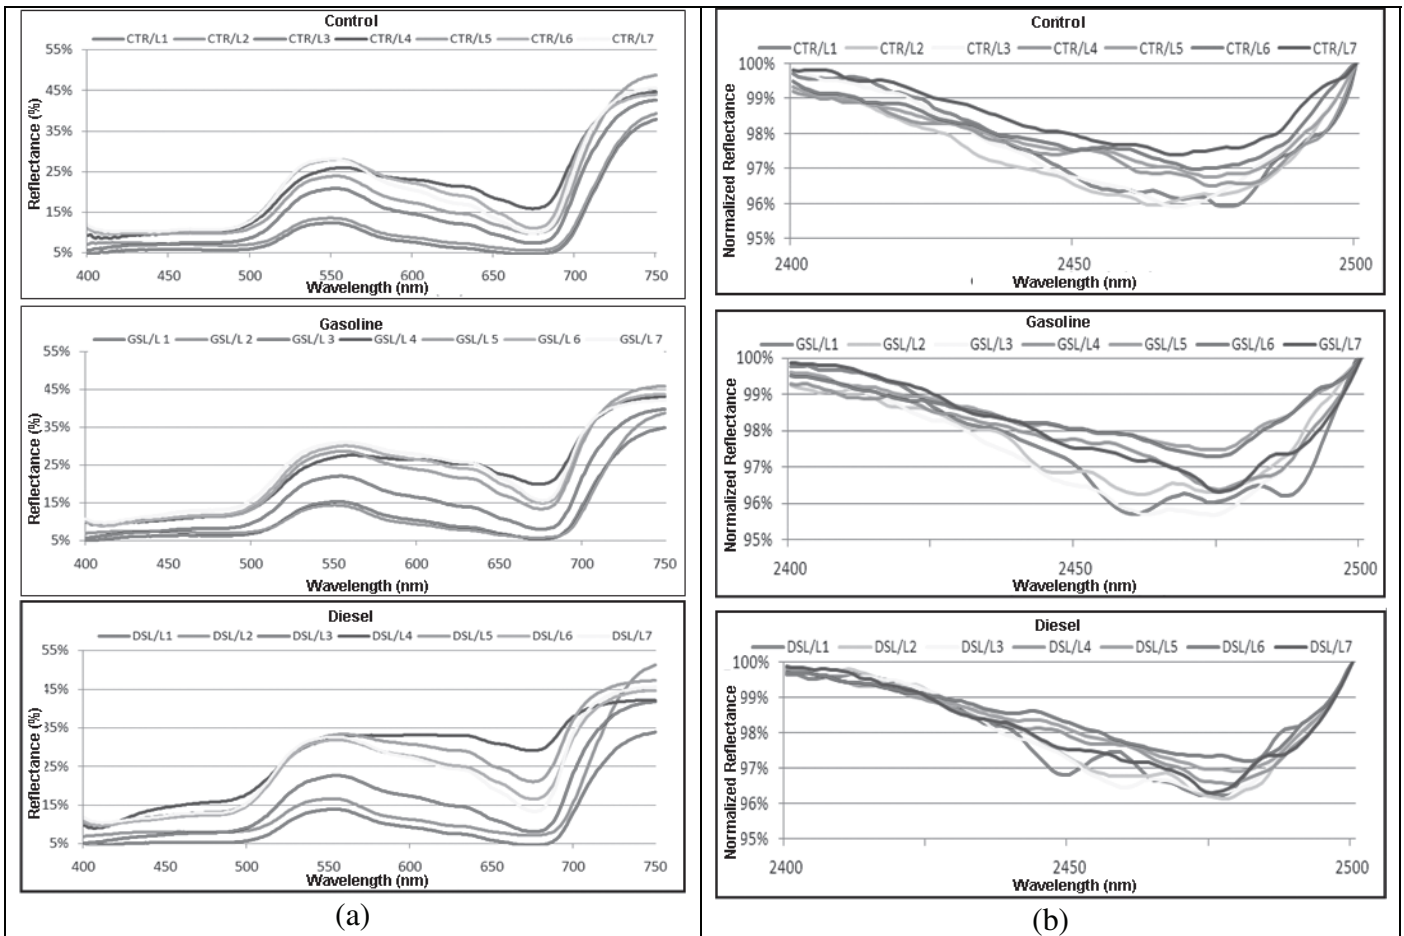 Control
CTR/L1 CTR/L2 CTR/L3 CTR/L4 CTR/L5 CTR/L6 CTR/L7
Reflectance (%)
55%
45%
35%
25%
15%
5%
400 450 500 550 600 650 700 750
Wavelength (nm)
Gasoline
GSL/L 1 GSL/L 2 GSL/L 3 GSL/L 4 GSL/L 5 GSL/L 6 GSL/L 7
Reflectance (%)
55%
45%
35%
25%
15%
5%
400 450 500 550 600 650 700 750
Wavelength (nm)
Diesel
DSL/L1 DSL/L2 DSL/L3 DSL/L4 DSL/L5 DSL/L6 DSL/L7
Reflectance (%)
55%
45%
35%
25%
15%
5%
400 450 500 550 600 650 700 750
Wavelength (nm)
(a)
Control
CTR/L1 CTR/L2 CTR/L3 CTR/L4 CTR/L5 CTR/L6 CTR/L7
Normalized Reflectance
100%
99%
98%
97%
96%
95%
2400 2450 2500
Wavelength (nm)
Gasoline
GSL/L1 GSL/L2 GSL/L3 GSL/L4 GSL/L5 GSL/L6 GSL/L7
Normalized Reflectance
100%
99%
98%
97%
96%
95%
2400 2450 2500
Wavelength (nm)
Diesel
DSL/L1 DSL/L2 DSL/L3 DSL/L4 DSL/L5 DSL/L6 DSL/L7
Normalized Reflectance
100%
99%
98%
97%
96%
95%
2400 2450 2500
Wavelength (nm)
(b)